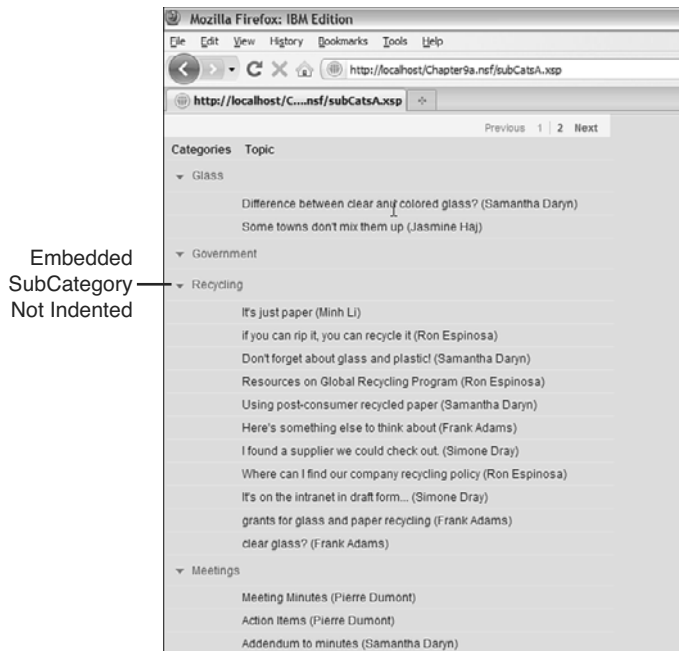 Mozilla Firefox: IBM Edition
File Edit View History Bookmarks Tools Help
http://localhost/Chapter9a.nsf/subCatsA.xsp
http://localhost/C....nsf/subCatsA.xsp
Previous 1 | 2 Next
Categories Topic
Glass
Difference between clear and colored glass? (Samantha Daryn)
Some towns don't mix them up (Jasmine Haj)
Government
Embedded
SubCategory
Not Indented
Recycling
It's just paper (Minh Li)
if you can rip it, you can recycle it (Ron Espinosa)
Don't forget about glass and plastic! (Samantha Daryn)
Resources on Global Recycling Program (Ron Espinosa)
Using post-consumer recycled paper (Samantha Daryn)
Here's something else to think about (Frank Adams)
I found a supplier we could check out. (Simone Dray)
Where can I find our company recycling policy (Ron Espinosa)
It's on the intranet in draft form... (Simone Dray)
grants for glass and paper recycling (Frank Adams)
clear glass? (Frank Adams)
Meetings
Meeting Minutes (Pierre Dumont)
Action Items (Pierre Dumont)
Addendum to minutes (Samantha Daryn)